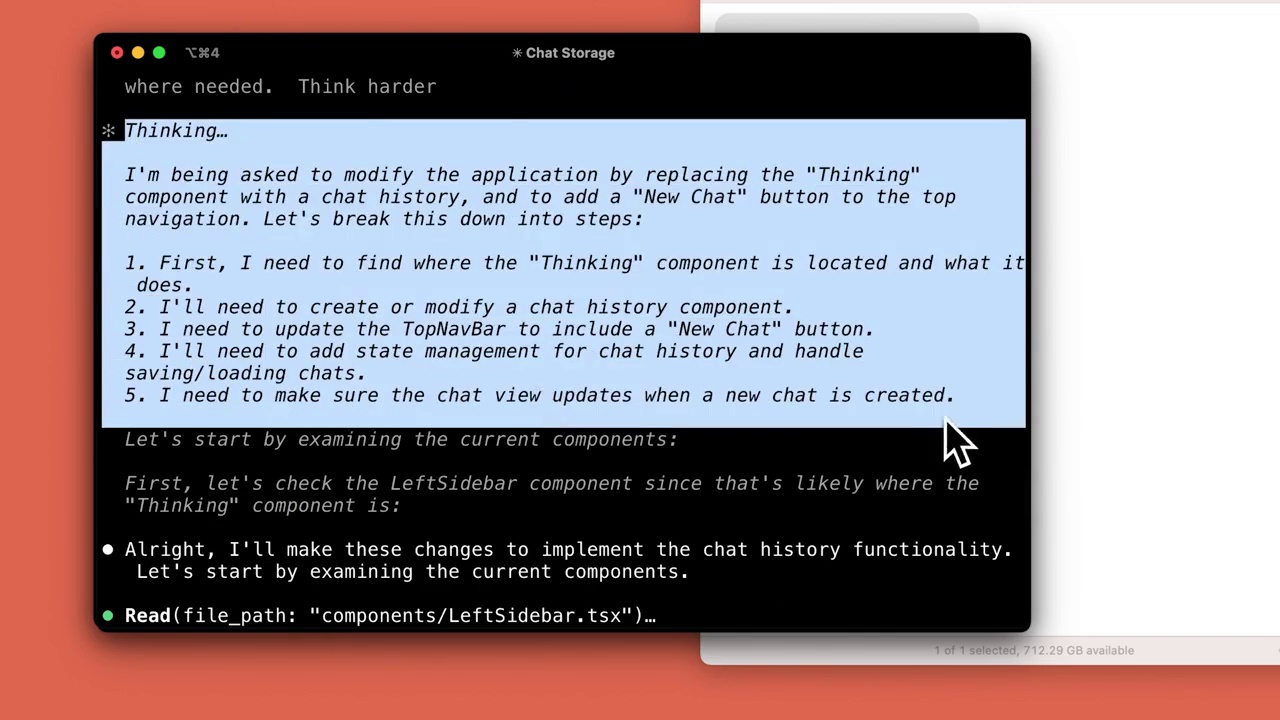 ⌥⌘4
✳ Chat Storage
where needed.  Think harder
✻ Thinking…
I'm being asked to modify the application by replacing the "Thinking"
component with a chat history, and to add a "New Chat" button to the top
navigation. Let's break this down into steps:
1. First, I need to find where the "Thinking" component is located and what it
does.
2. I'll need to create or modify a chat history component.
3. I need to update the TopNavBar to include a "New Chat" button.
4. I'll need to add state management for chat history and handle
saving/loading chats.
5. I need to make sure the chat view updates when a new chat is created.
Let's start by examining the current components:
First, let's check the LeftSidebar component since that's likely where the
"Thinking" component is:
● Alright, I'll make these changes to implement the chat history functionality.
Let's start by examining the current components.
● Read(file_path: "components/LeftSidebar.tsx")…
1 of 1 selected, 712.29 GB available